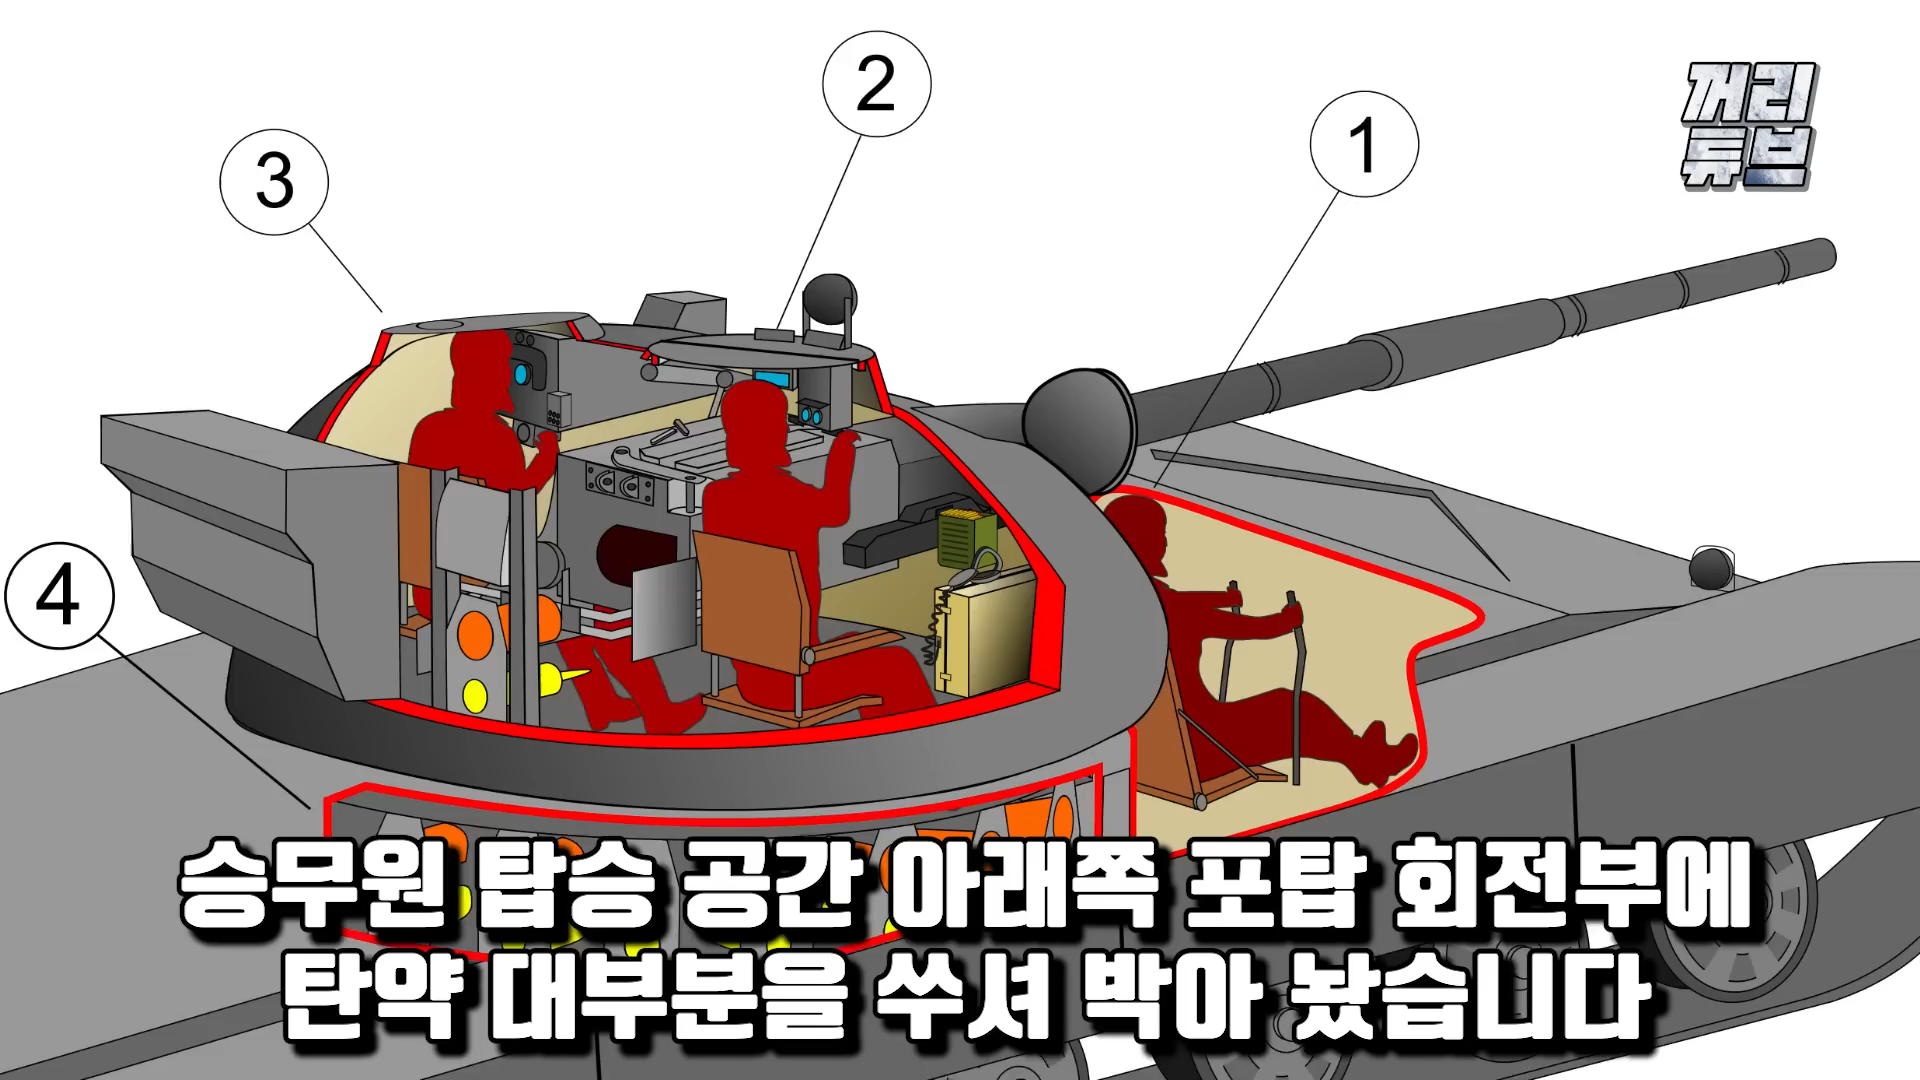 2
1
3
4
꺼리
튜브
승무원 탑승 공간 아래쪽 포탑 회전부에
탄약 대부분을 쑤셔 박아 놨습니다